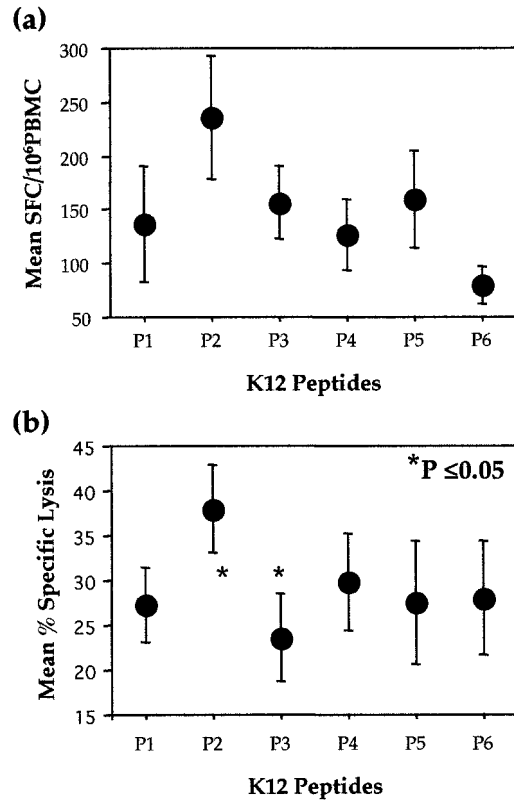 (a)
300
250
200
150
100
50
Mean SFC/10⁶PBMC
P1 P2 P3 P4 P5 P6
K12 Peptides
(b)
45
40
35
30
25
20
15
Mean % Specific Lysis
*P ≤0.05
*
*
P1 P2 P3 P4 P5 P6
K12 Peptides